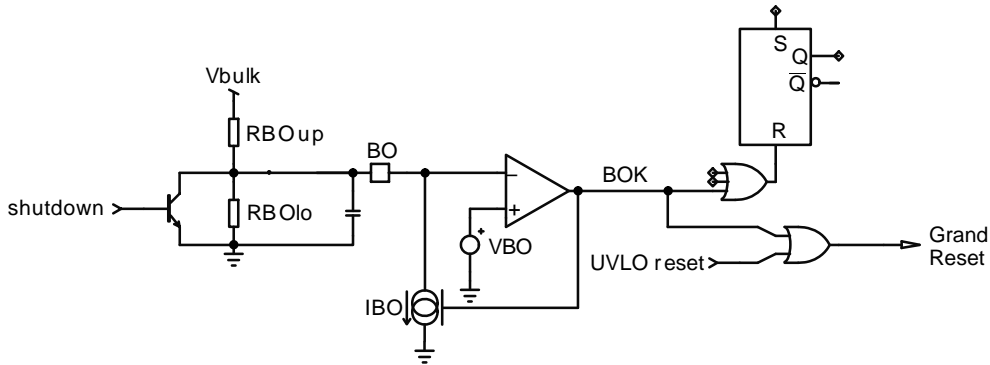 S
Q
Q
R
Vbulk
RBOup
BO
BOK
shutdown
RBOlo
VBO
UVLO reset
Grand
Reset
IBO